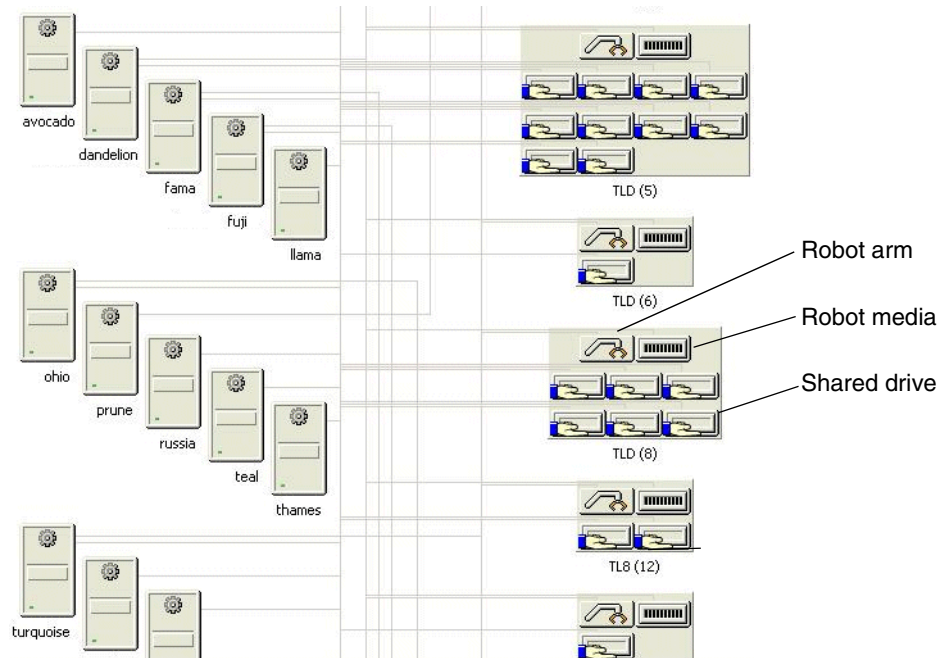 avocado
dandelion
fama
fuji
llama
TLD (5)
TLD (6)
Robot arm
Robot media
Shared drive
ohio
prune
russia
teal
thames
TLD (8)
TL8 (12)
turquoise